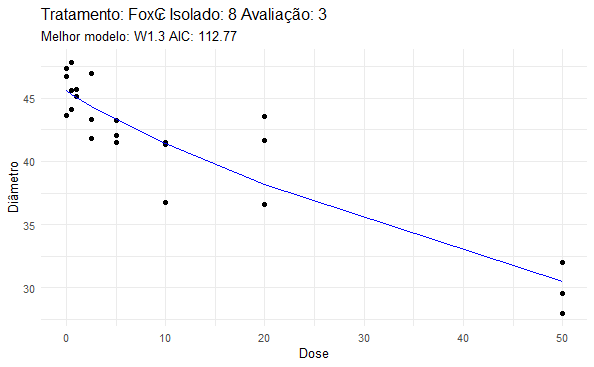 Tratamento: Fox₢ Isolado: 8 Avaliação: 3
Melhor modelo: W1.3 AIC: 112.77
45
40
35
30
Diâmetro
0
10
20
30
40
50
Dose